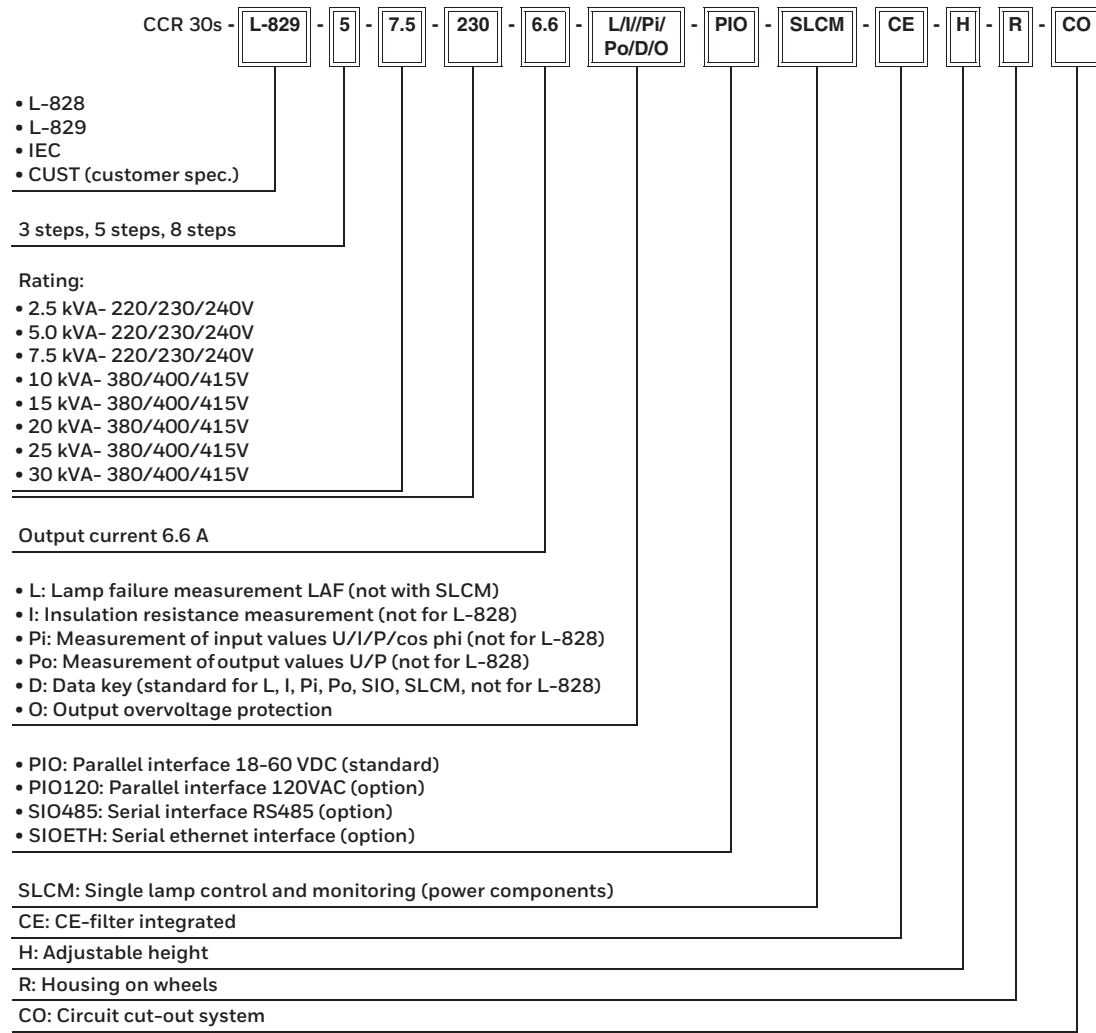 CCR 30s - L-829 - 5 - 7.5 - 230 - 6.6 - L/I//Pi/ - PIO - SLCM - CE - H - R - CO
Po/D/O
• L-828
• L-829
• IEC
• CUST (customer spec.)
3 steps, 5 steps, 8 steps
Rating:
• 2.5 kVA- 220/230/240V
• 5.0 kVA- 220/230/240V
• 7.5 kVA- 220/230/240V
• 10 kVA- 380/400/415V
• 15 kVA- 380/400/415V
• 20 kVA- 380/400/415V
• 25 kVA- 380/400/415V
• 30 kVA- 380/400/415V
Output current 6.6 A
• L: Lamp failure measurement LAF (not with SLCM)
• I: Insulation resistance measurement (not for L-828)
• Pi: Measurement of input values U/I/P/cos phi (not for L-828)
• Po: Measurement of output values U/P (not for L-828)
• D: Data key (standard for L, I, Pi, Po, SIO, SLCM, not for L-828)
• O: Output overvoltage protection
• PIO: Parallel interface 18-60 VDC (standard)
• PIO120: Parallel interface 120VAC (option)
• SIO485: Serial interface RS485 (option)
• SIOETH: Serial ethernet interface (option)
SLCM: Single lamp control and monitoring (power components)
CE: CE-filter integrated
H: Adjustable height
R: Housing on wheels
CO: Circuit cut-out system